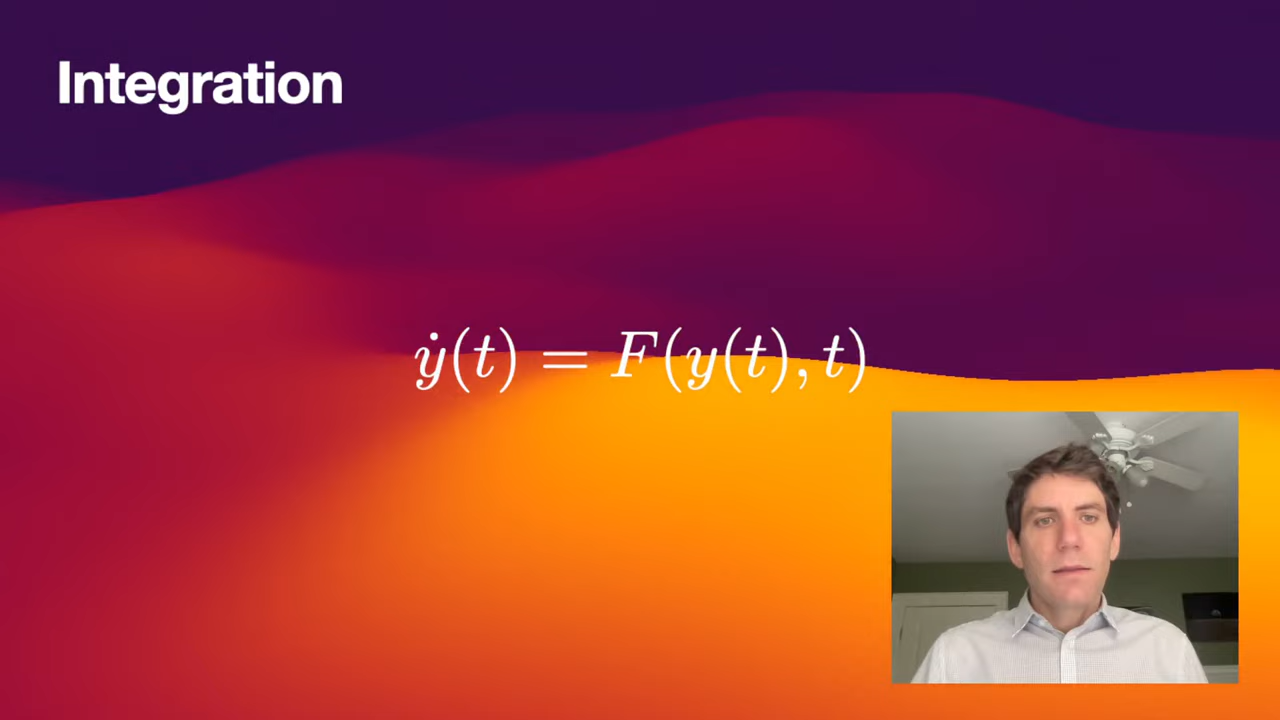 Integration
ẏ(t) = F(y(t), t)